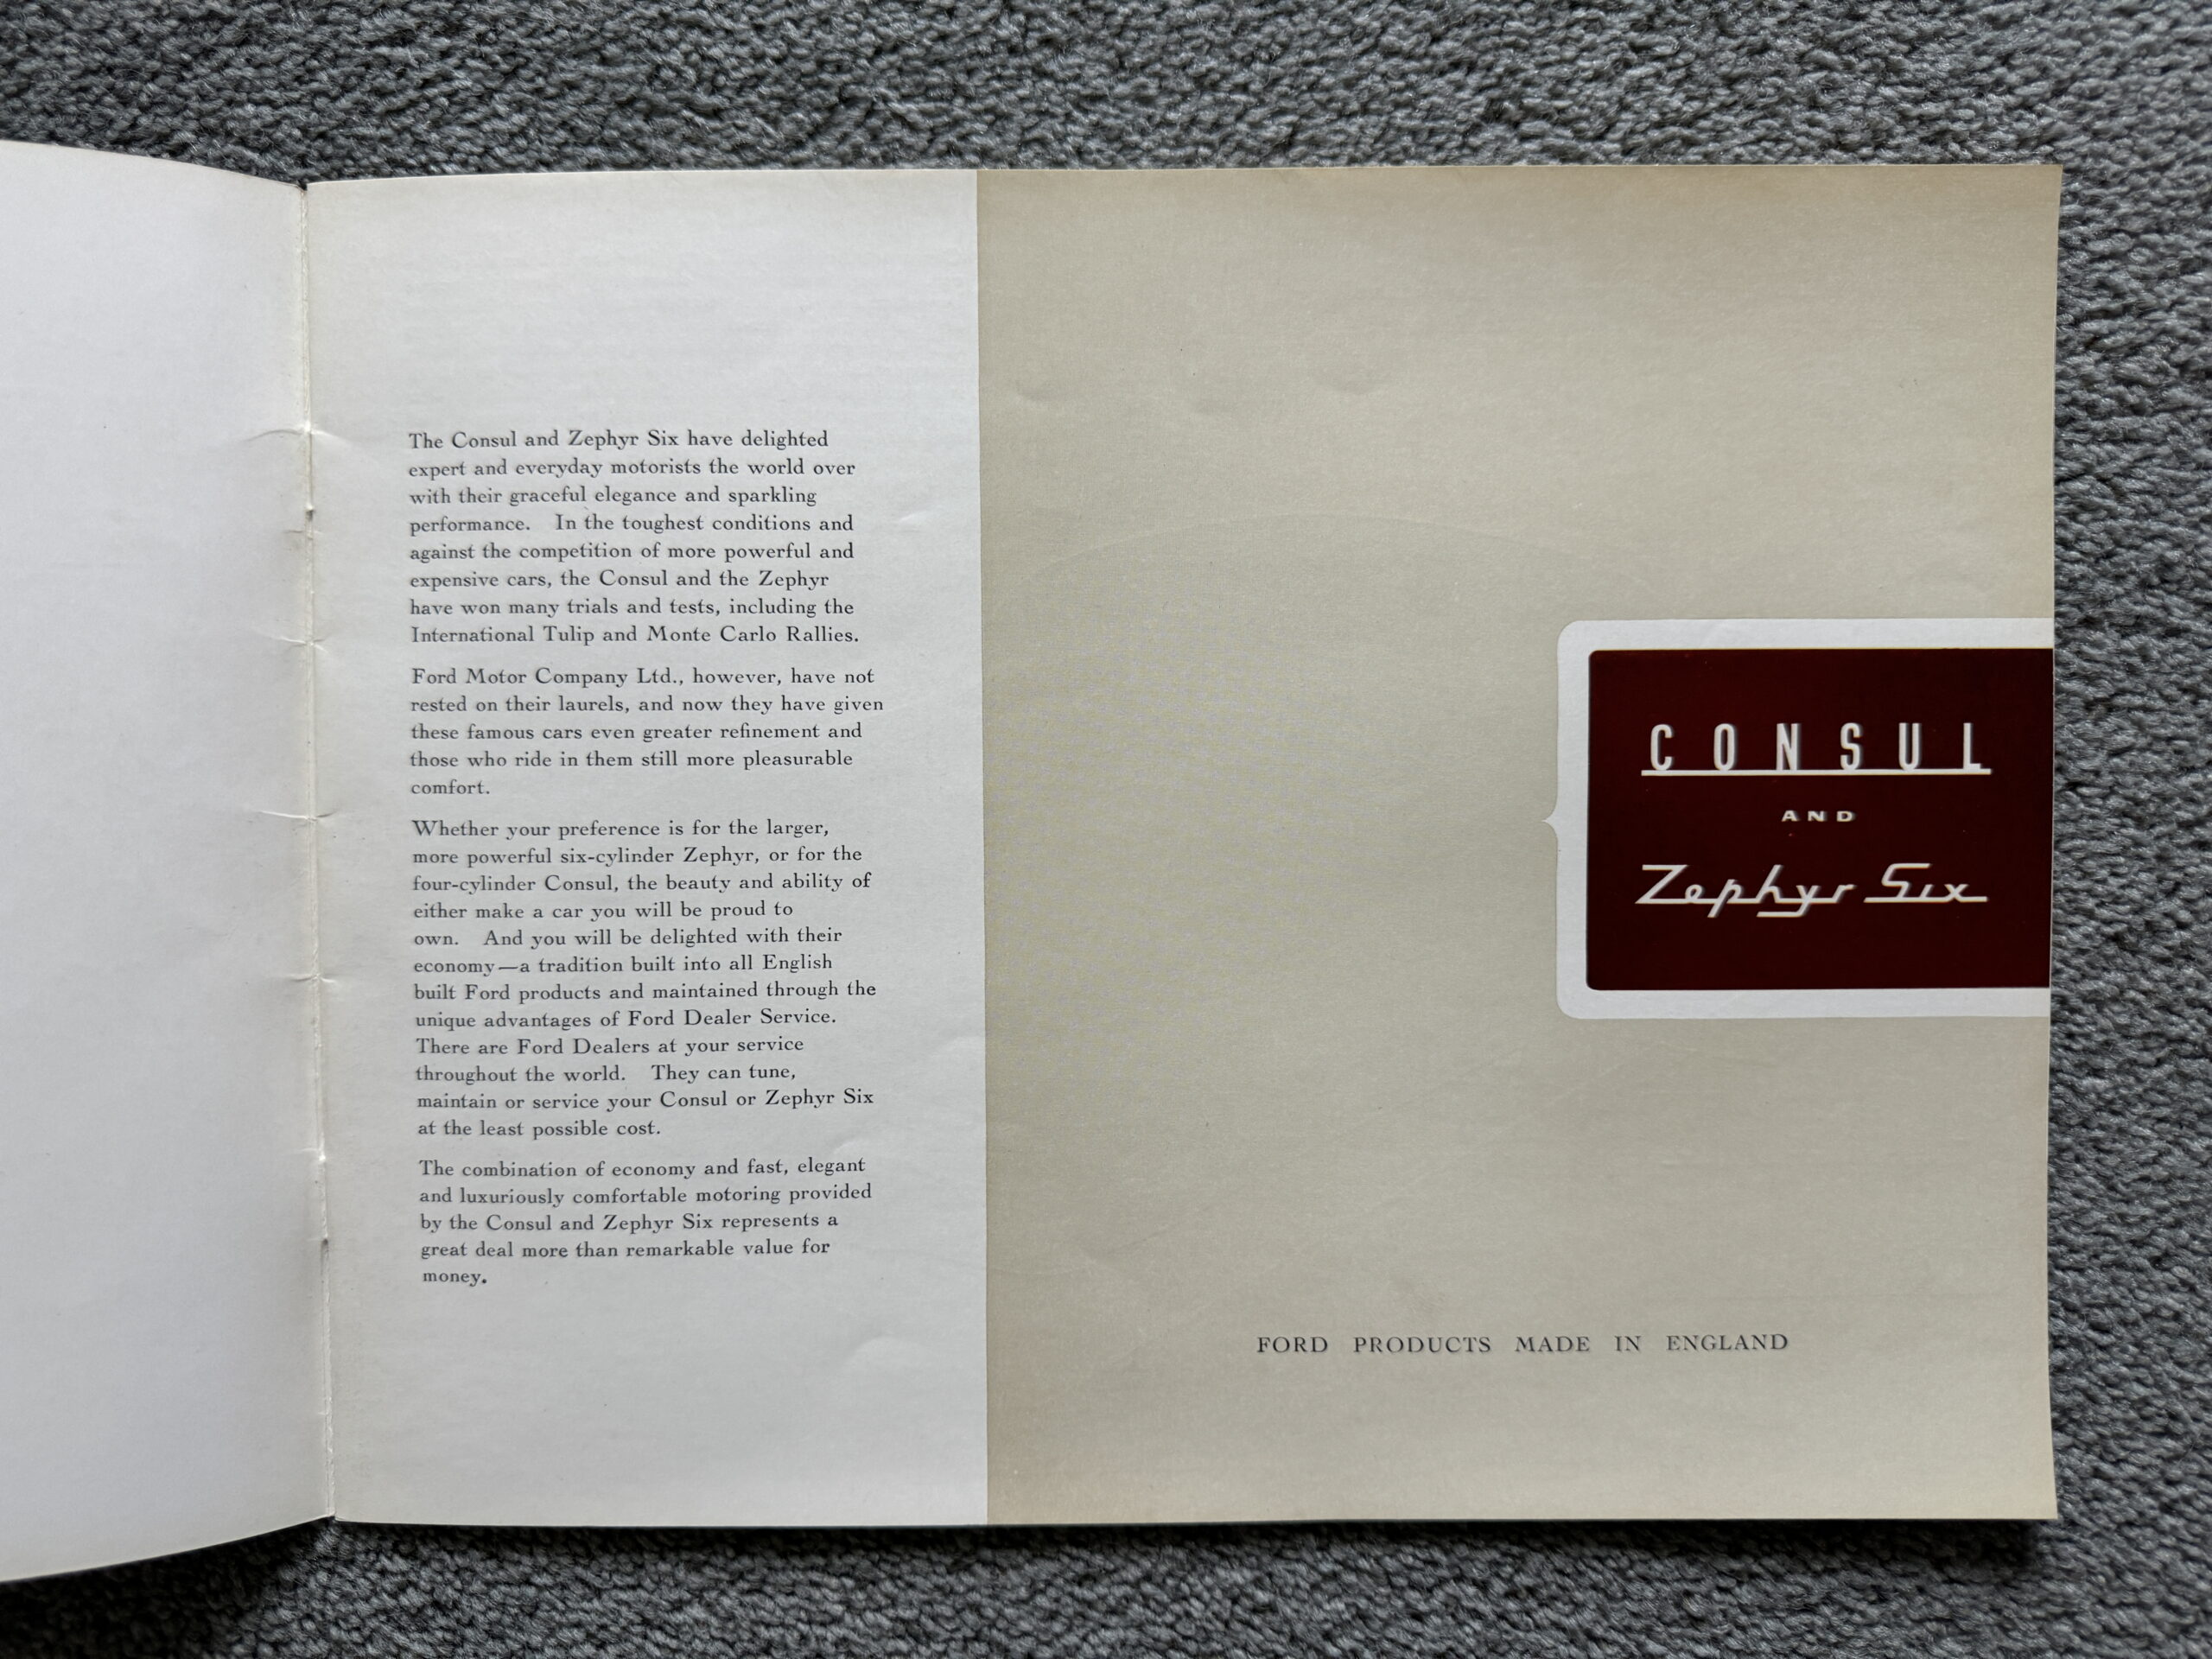 The Consul and Zephyr Six have delighted
expert and everyday motorists the world over
with their graceful elegance and sparkling
performance. In the toughest conditions and
against the competition of more powerful and
expensive cars, the Consul and the Zephyr
have won many trials and tests, including the
International Tulip and Monte Carlo Rallies.
Ford Motor Company Ltd., however, have not
rested on their laurels, and now they have given
these famous cars even greater refinement and
those who ride in them still more pleasurable
comfort.
Whether your preference is for the larger,
more powerful six-cylinder Zephyr, or for the
four-cylinder Consul, the beauty and ability of
either make a car you will be proud to
own. And you will be delighted with their
economy—a tradition built into all English
built Ford products and maintained through the
unique advantages of Ford Dealer Service.
There are Ford Dealers at your service
throughout the world. They can tune,
maintain or service your Consul or Zephyr Six
at the least possible cost.
The combination of economy and fast, elegant
and luxuriously comfortable motoring provided
by the Consul and Zephyr Six represents a
great deal more than remarkable value for
money.
CONSUL
AND
Zephyr Six
FORD PRODUCTS MADE IN ENGLAND